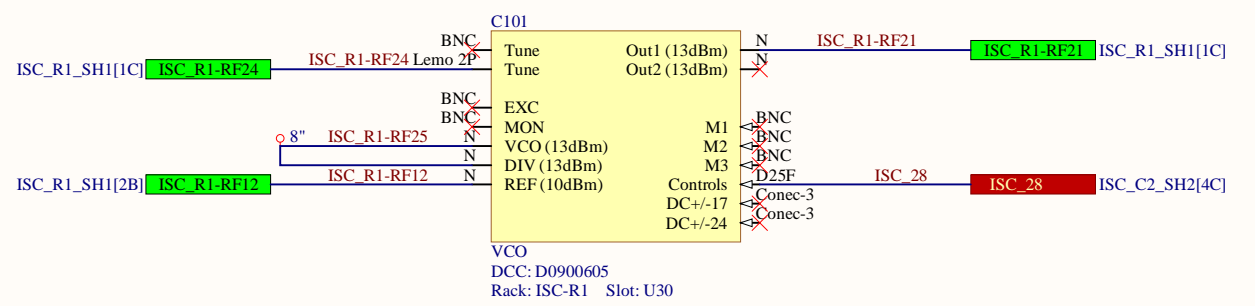 C101
BNC Tune Out1 (13dBm) N ISC_R1-RF21 ISC_R1-RF21 ISC_R1_SH1[1C]
ISC_R1_SH1[1C] ISC_R1-RF24 ISC_R1-RF24 Lemo 2P Tune Out2 (13dBm) N
BNC EXC
BNC MON M1 BNC
8" ISC_R1-RF25 N VCO (13dBm) M2 BNC
N DIV (13dBm) M3 BNC
ISC_R1_SH1[2B] ISC_R1-RF12 ISC_R1-RF12 N REF (10dBm) Controls D25F ISC_28 ISC_28 ISC_C2_SH2[4C]
DC+/-17 Conec-3
DC+/-24 Conec-3
VCO
DCC: D0900605
Rack: ISC-R1 Slot: U30